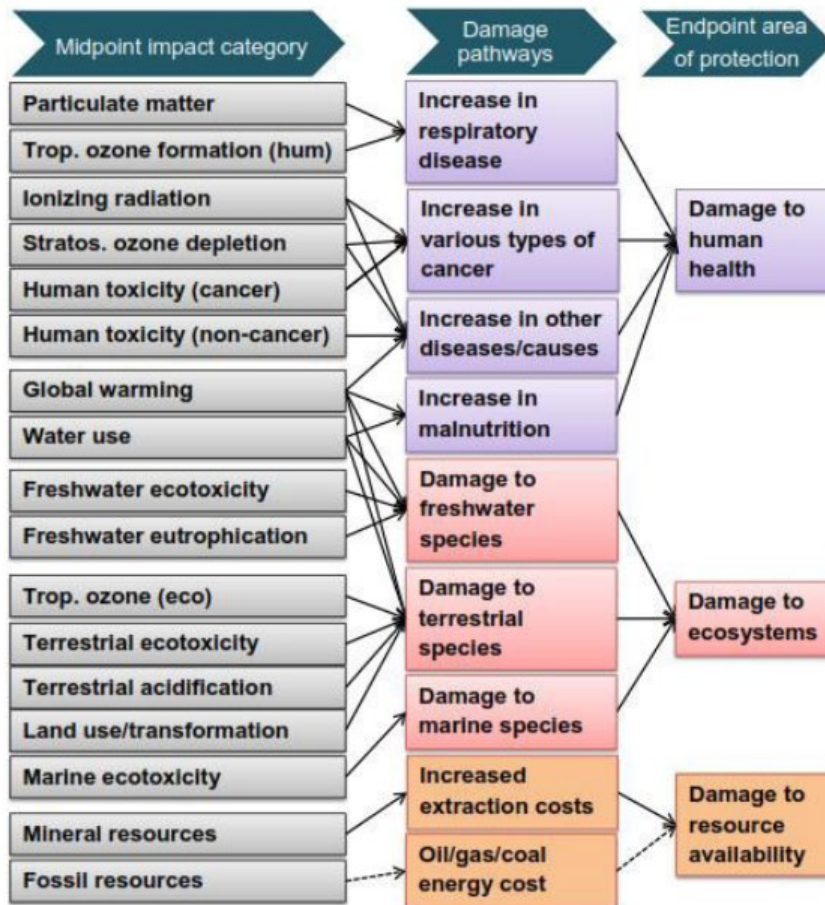 Midpoint impact category
Damage
pathways
Endpoint area
of protection
Particulate matter
Trop. ozone formation (hum)
Ionizing radiation
Stratos. ozone depletion
Human toxicity (cancer)
Human toxicity (non-cancer)
Global warming
Water use
Freshwater ecotoxicity
Freshwater eutrophication
Trop. ozone (eco)
Terrestrial ecotoxicity
Terrestrial acidification
Land use/transformation
Marine ecotoxicity
Mineral resources
Fossil resources
Increase in
respiratory
disease
Increase in
various types of
cancer
Increase in other
diseases/causes
Increase in
malnutrition
Damage to
freshwater
species
Damage to
terrestrial
species
Damage to
marine species
Increased
extraction costs
Oil/gas/coal
energy cost
Damage to
human
health
Damage to
ecosystems
Damage to
resource
availability